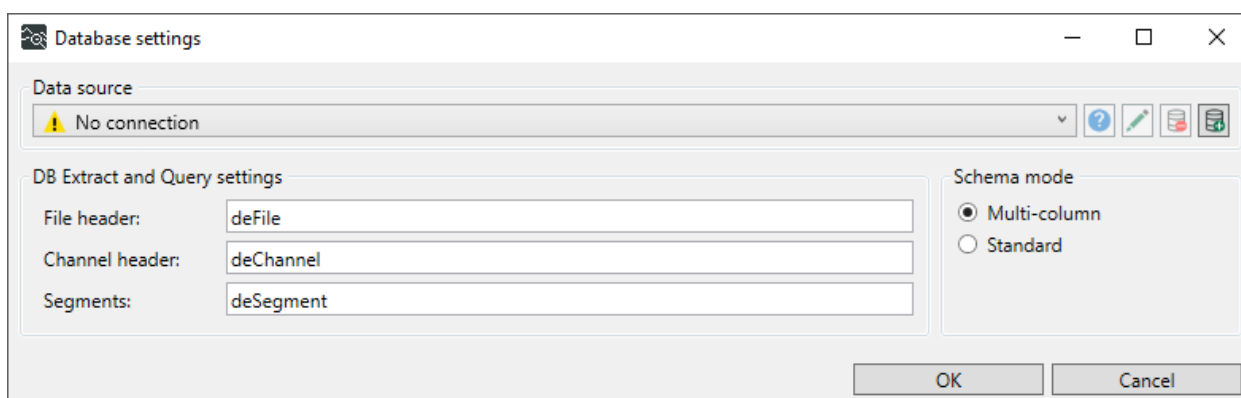 Database settings
Data source
No connection
DB Extract and Query settings
File header: deFile
Channel header: deChannel
Segments: deSegment
Schema mode
Multi-column
Standard
OK Cancel